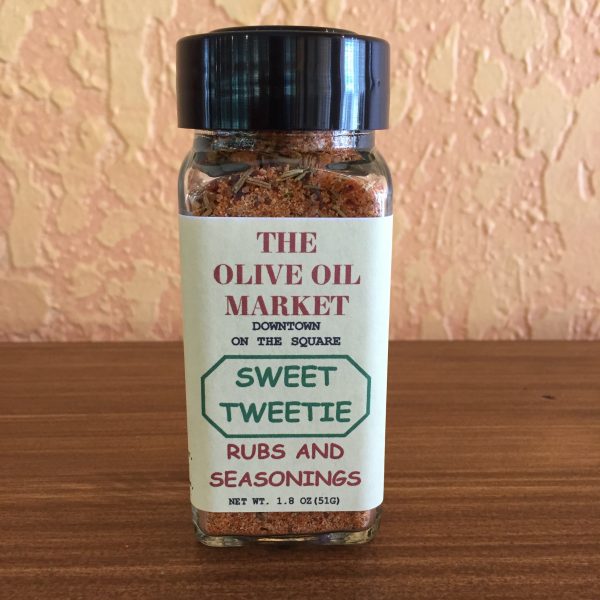 THE
OLIVE OIL
MARKET
DOWNTOWN
ON THE SQUARE
SWEET
TWEETIE
RUBS AND
SEASONINGS
NET WT. 1.8 OZ(51G)